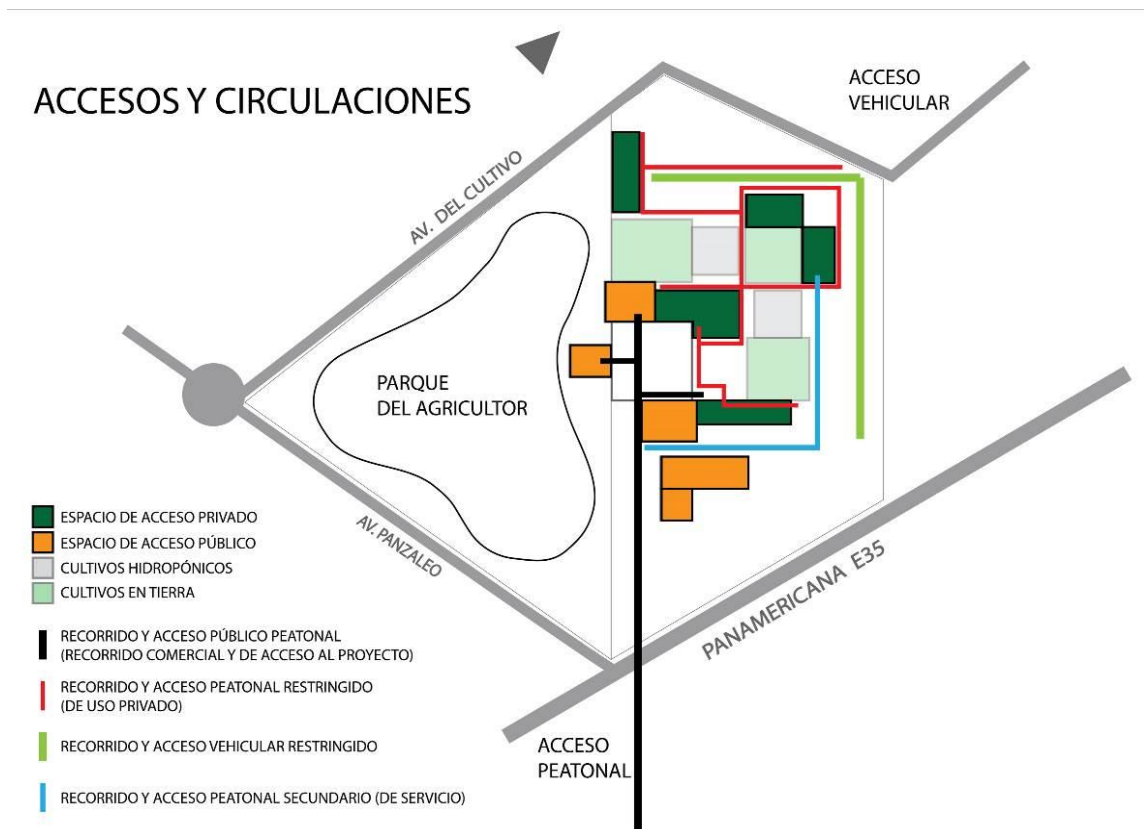 ACCESOS Y CIRCULACIONES
ACCESO
VEHICULAR
AV. DEL CULTIVO
PARQUE
DEL AGRICULTOR
AV. PANZALEO
PANAMERICANA E35
ESPACIO DE ACCESO PRIVADO
ESPACIO DE ACCESO PÚBLICO
CULTIVOS HIDROPÓNICOS
CULTIVOS EN TIERRA
RECORRIDO Y ACCESO PÚBLICO PEATONAL
(RECORRIDO COMERCIAL Y DE ACCESO AL PROYECTO)
RECORRIDO Y ACCESO PEATONAL RESTRINGIDO
(DE USO PRIVADO)
RECORRIDO Y ACCESO VEHICULAR RESTRINGIDO
RECORRIDO Y ACCESO PEATONAL SECUNDARIO (DE SERVICIO)
ACCESO
PEATONAL